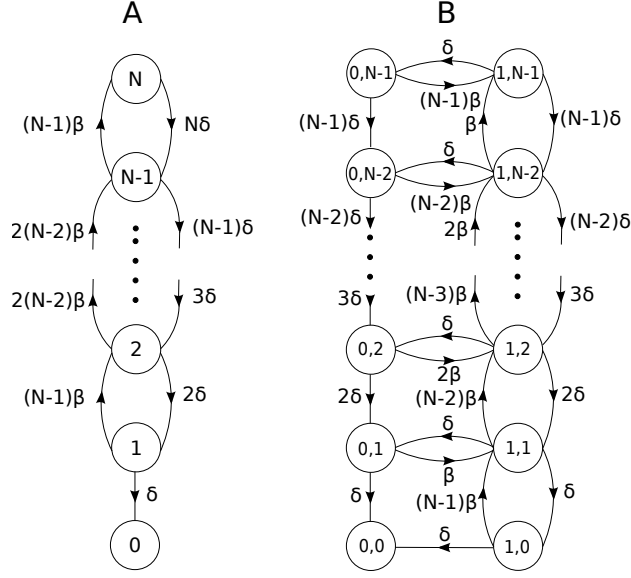 A
N
(N-1)β
Nδ
N-1
2(N-2)β
(N-1)δ
2(N-2)β
3δ
2
(N-1)β
2δ
1
δ
0
B
δ
0,N-1
1,N-1
(N-1)β
(N-1)δ
β
(N-1)δ
δ
0,N-2
1,N-2
(N-2)β
(N-2)δ
2β
(N-2)δ
3δ
(N-3)β
3δ
δ
0,2
1,2
2β
2δ
(N-2)β
2δ
δ
0,1
1,1
β
δ
(N-1)β
δ
δ
0,0
1,0